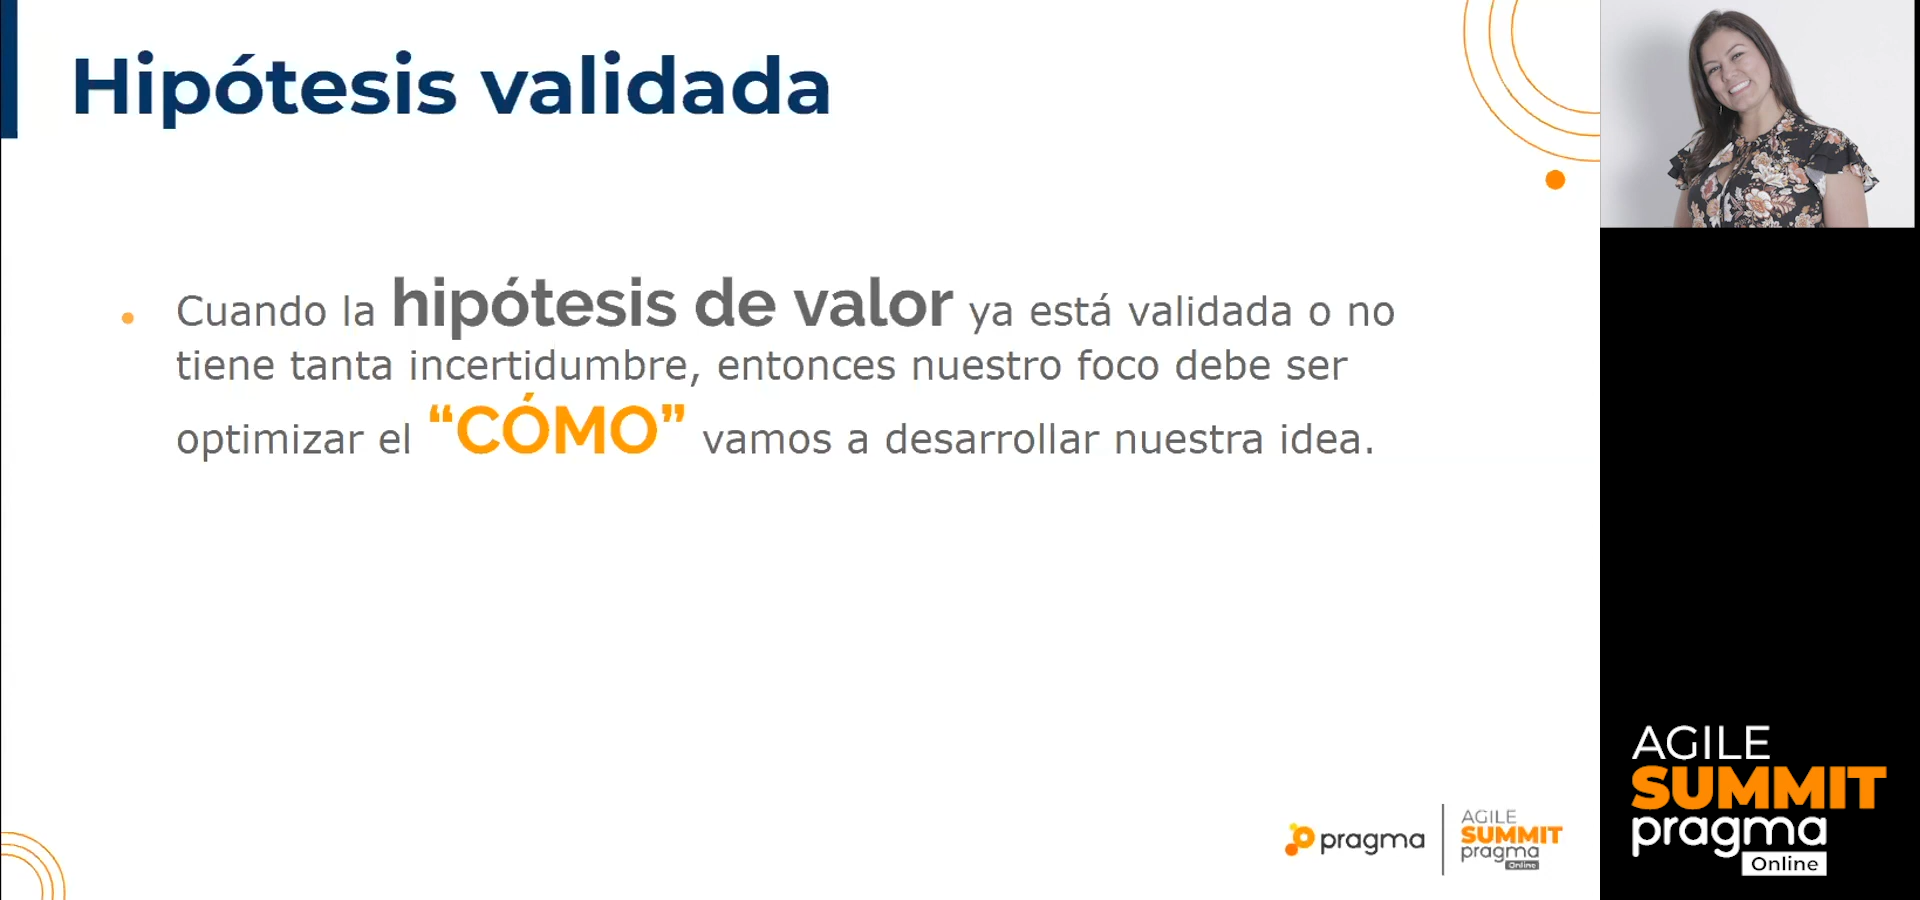 Hipótesis validada
Cuando la hipótesis de valor ya está validada o no
tiene tanta incertidumbre, entonces nuestro foco debe ser
optimizar el “CÓMO” vamos a desarrollar nuestra idea.
pragma
AGILE
SUMMIT
pragma
Online
AGILE
SUMMIT
pragma
Online